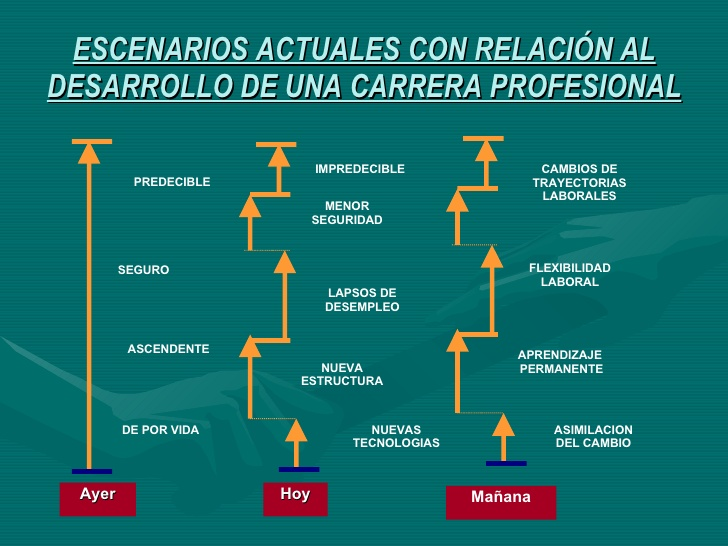 ESCENARIOS ACTUALES CON RELACIÓN AL
DESARROLLO DE UNA CARRERA PROFESIONAL
PREDECIBLE
SEGURO
ASCENDENTE
DE POR VIDA
Ayer
IMPREDECIBLE
MENOR
SEGURIDAD
LAPSOS DE
DESEMPLEO
NUEVA
ESTRUCTURA
NUEVAS
TECNOLOGIAS
Hoy
CAMBIOS DE
TRAYECTORIAS
LABORALES
FLEXIBILIDAD
LABORAL
APRENDIZAJE
PERMANENTE
ASIMILACION
DEL CAMBIO
Mañana